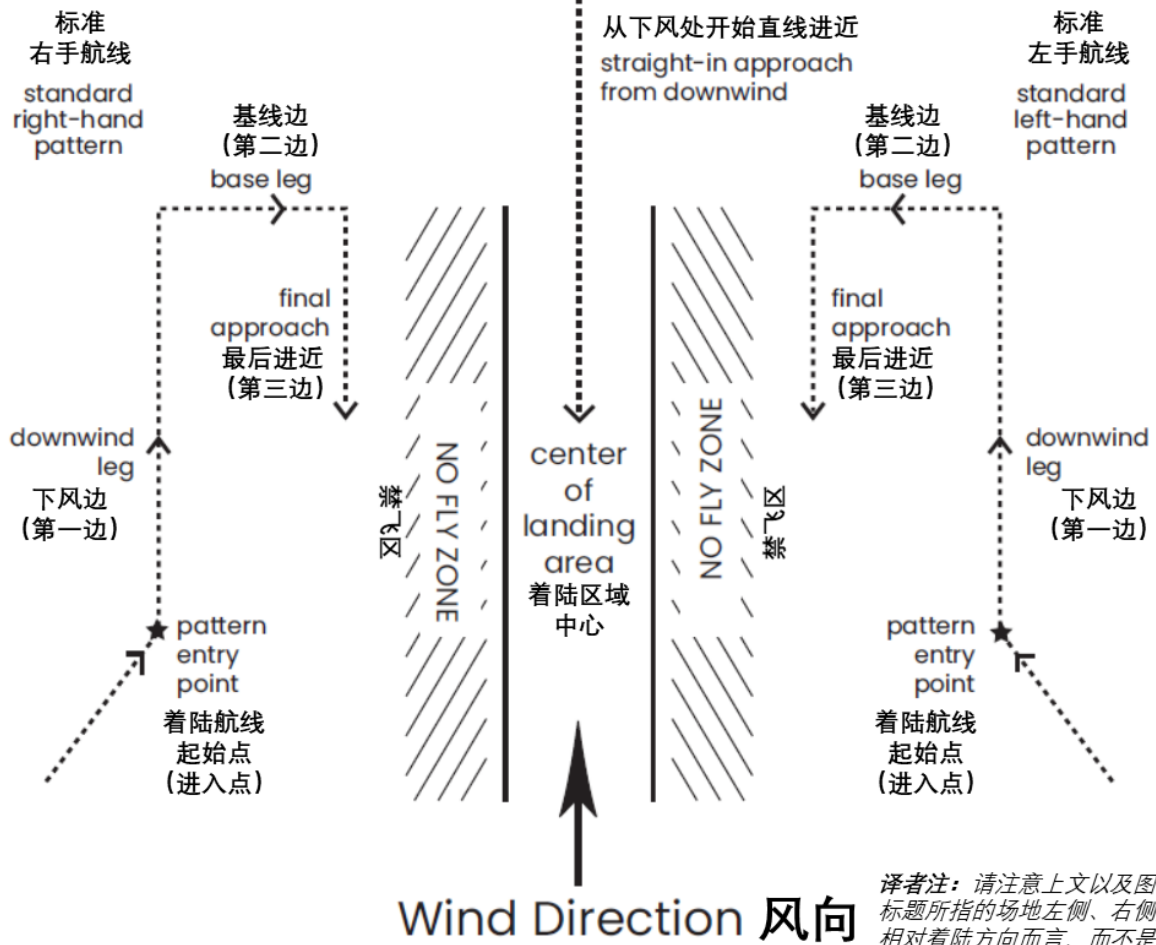 标准
右手航线
standard
right-hand
pattern
基线边
(第二边)
base leg
final
approach
最后进近
(第三边)
downwind
leg
下风边
(第一边)
pattern
entry
point
着陆航线
起始点
(进入点)
从下风处开始直线进近
straight-in approach
from downwind
禁飞区
NO FLY ZONE
center
of
landing
area
着陆区域
中心
NO FLY ZONE
禁飞区
标准
左手航线
standard
left-hand
pattern
基线边
(第二边)
base leg
final
approach
最后进近
(第三边)
downwind
leg
下风边
(第一边)
pattern
entry
point
着陆航线
起始点
(进入点)
Wind Direction 风向
译者注：请注意上文以及图
标题所指的场地左侧、右侧
相对着陆方向而言，而不是